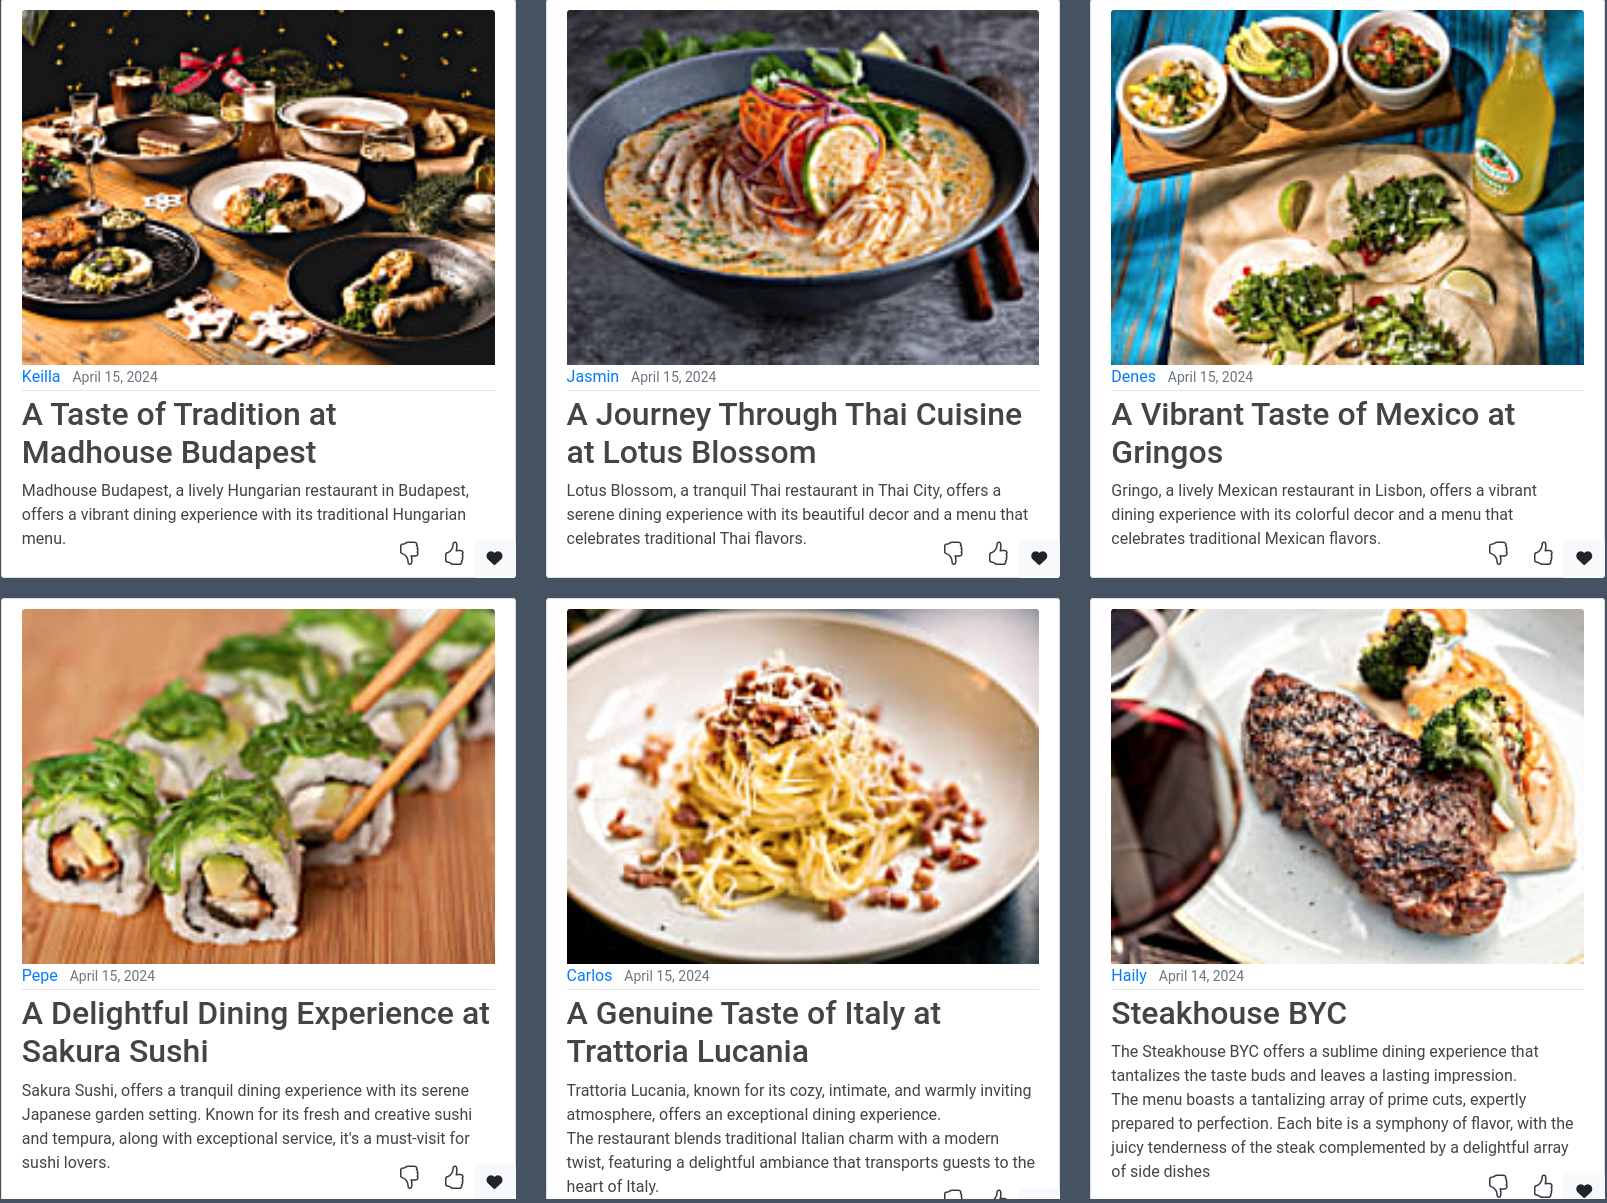 Keilla April 15, 2024
A Taste of Tradition at
Madhouse Budapest
Madhouse Budapest, a lively Hungarian restaurant in Budapest,
offers a vibrant dining experience with its traditional Hungarian
menu.
Jasmin April 15, 2024
A Journey Through Thai Cuisine
at Lotus Blossom
Lotus Blossom, a tranquil Thai restaurant in Thai City, offers a
serene dining experience with its beautiful decor and a menu that
celebrates traditional Thai flavors.
Denes April 15, 2024
A Vibrant Taste of Mexico at
Gringos
Gringo, a lively Mexican restaurant in Lisbon, offers a vibrant
dining experience with its colorful decor and a menu that
celebrates traditional Mexican flavors.
Pepe April 15, 2024
A Delightful Dining Experience at
Sakura Sushi
Sakura Sushi, offers a tranquil dining experience with its serene
Japanese garden setting. Known for its fresh and creative sushi
and tempura, along with exceptional service, it's a must-visit for
sushi lovers.
Carlos April 15, 2024
A Genuine Taste of Italy at
Trattoria Lucania
Trattoria Lucania, known for its cozy, intimate, and warmly inviting
atmosphere, offers an exceptional dining experience.
The restaurant blends traditional Italian charm with a modern
twist, featuring a delightful ambiance that transports guests to the
heart of Italy.
Haily April 14, 2024
Steakhouse BYC
The Steakhouse BYC offers a sublime dining experience that
tantalizes the taste buds and leaves a lasting impression.
The menu boasts a tantalizing array of prime cuts, expertly
prepared to perfection. Each bite is a symphony of flavor, with the
juicy tenderness of the steak complemented by a delightful array
of side dishes